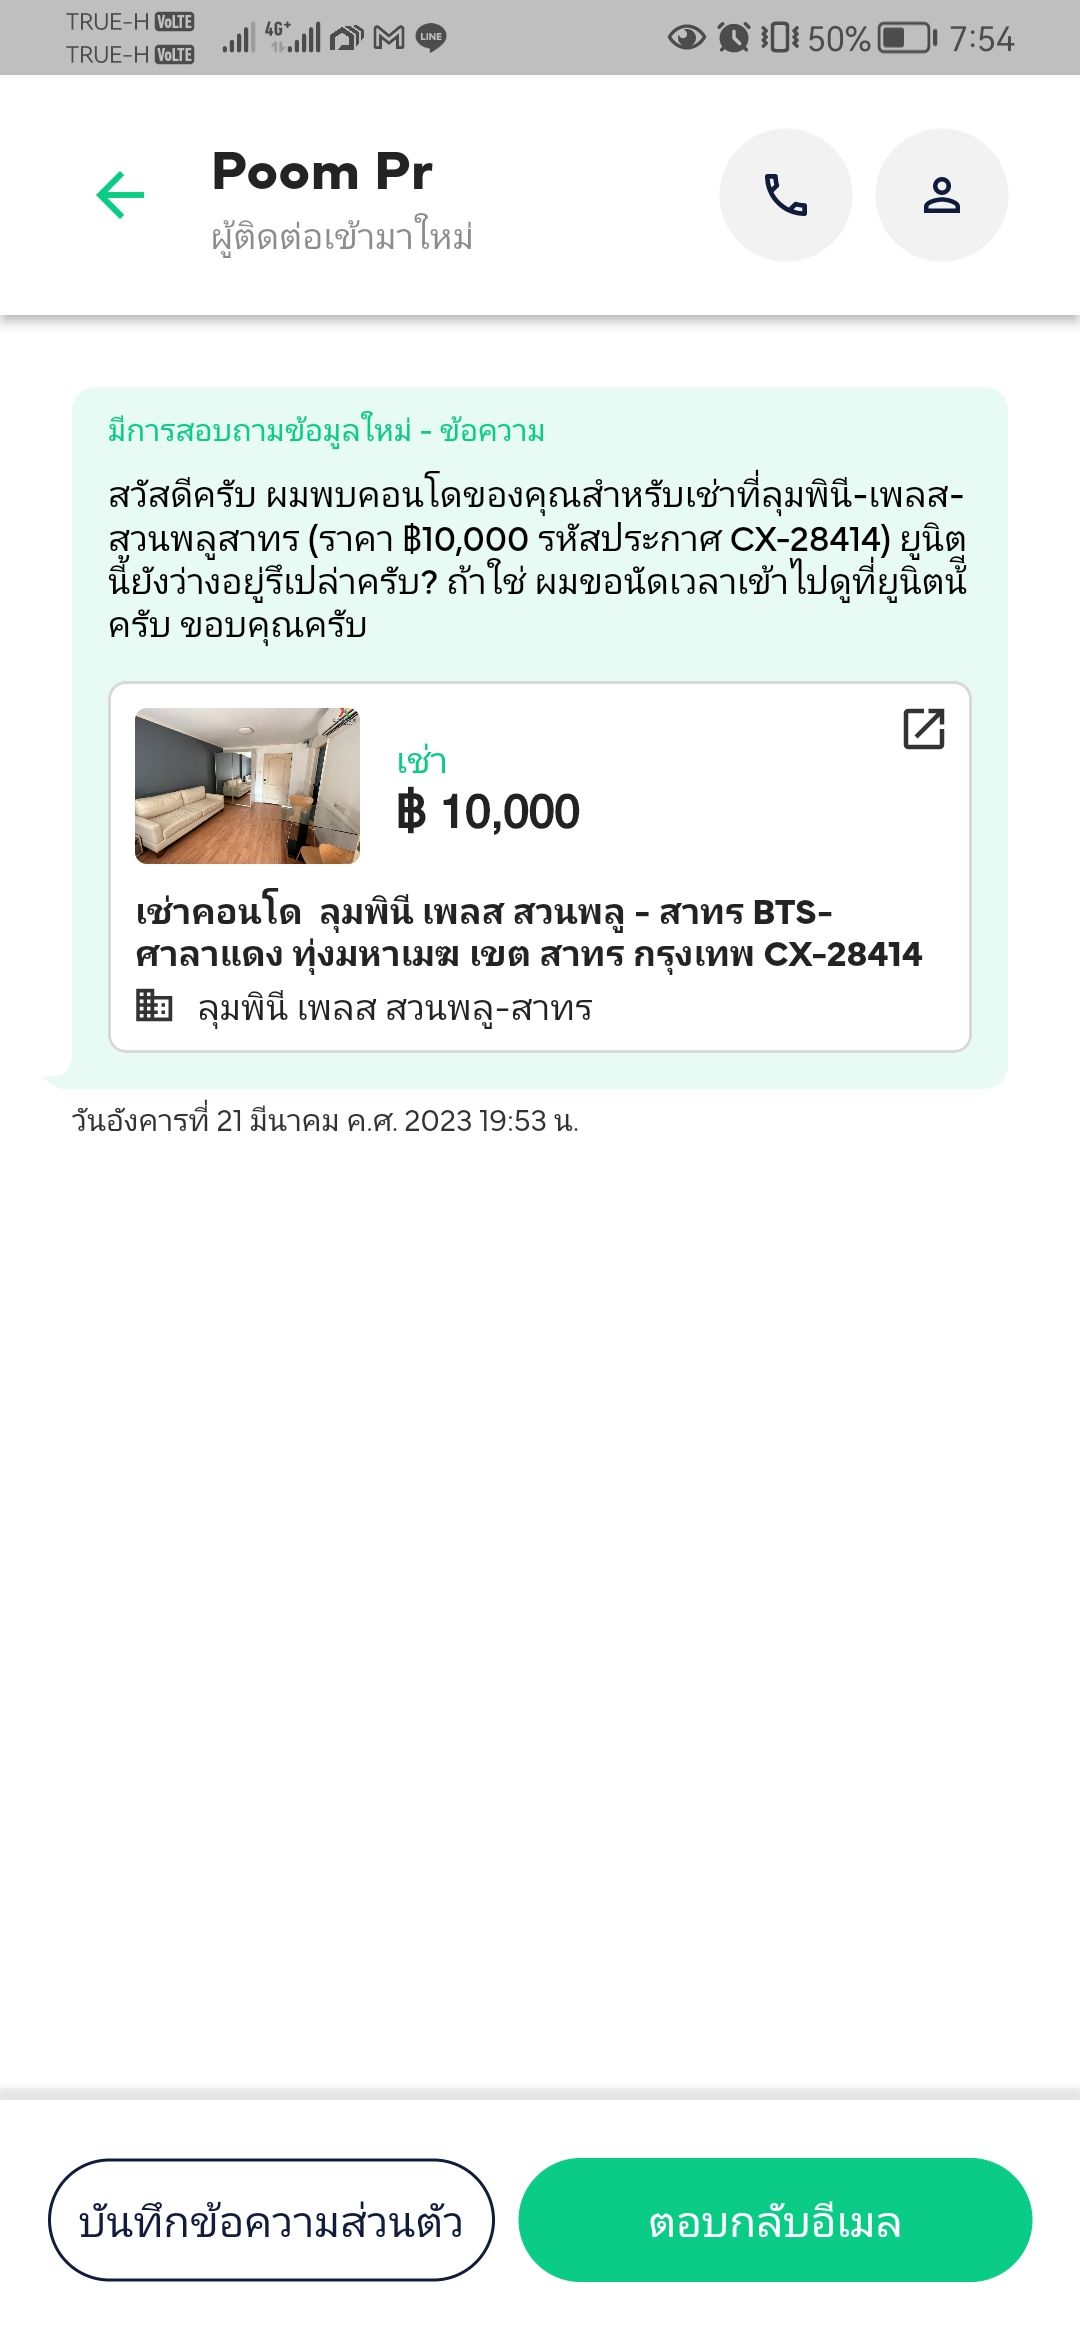 TRUE-H VoLTE
TRUE-H VoLTE
4G+
LINE
50%
7:54
Poom Pr
ผู้ติดต่อเข้ามาใหม่
มีการสอบถามข้อมูลใหม่ - ข้อความ
สวัสดีครับ ผมพบคอนโดของคุณสำหรับเช่าที่ลุมพินี-เพลส-
สวนพลูสาทร (ราคา ฿10,000 รหัสประกาศ CX-28414) ยูนิต
นี้ยังว่างอยู่รึเปล่าครับ? ถ้าใช่ ผมขอนัดเวลาเข้าไปดูที่ยูนิตนี้
ครับ ขอบคุณครับ
เช่า
฿ 10,000
เช่าคอนโด ลุมพินี เพลส สวนพลู - สาทร BTS-
ศาลาแดง ทุ่งมหาเมฆ เขต สาทร กรุงเทพ CX-28414
ลุมพินี เพลส สวนพลู-สาทร
วันอังคารที่ 21 มีนาคม ค.ศ. 2023 19:53 น.
บันทึกข้อความส่วนตัว
ตอบกลับอีเมล